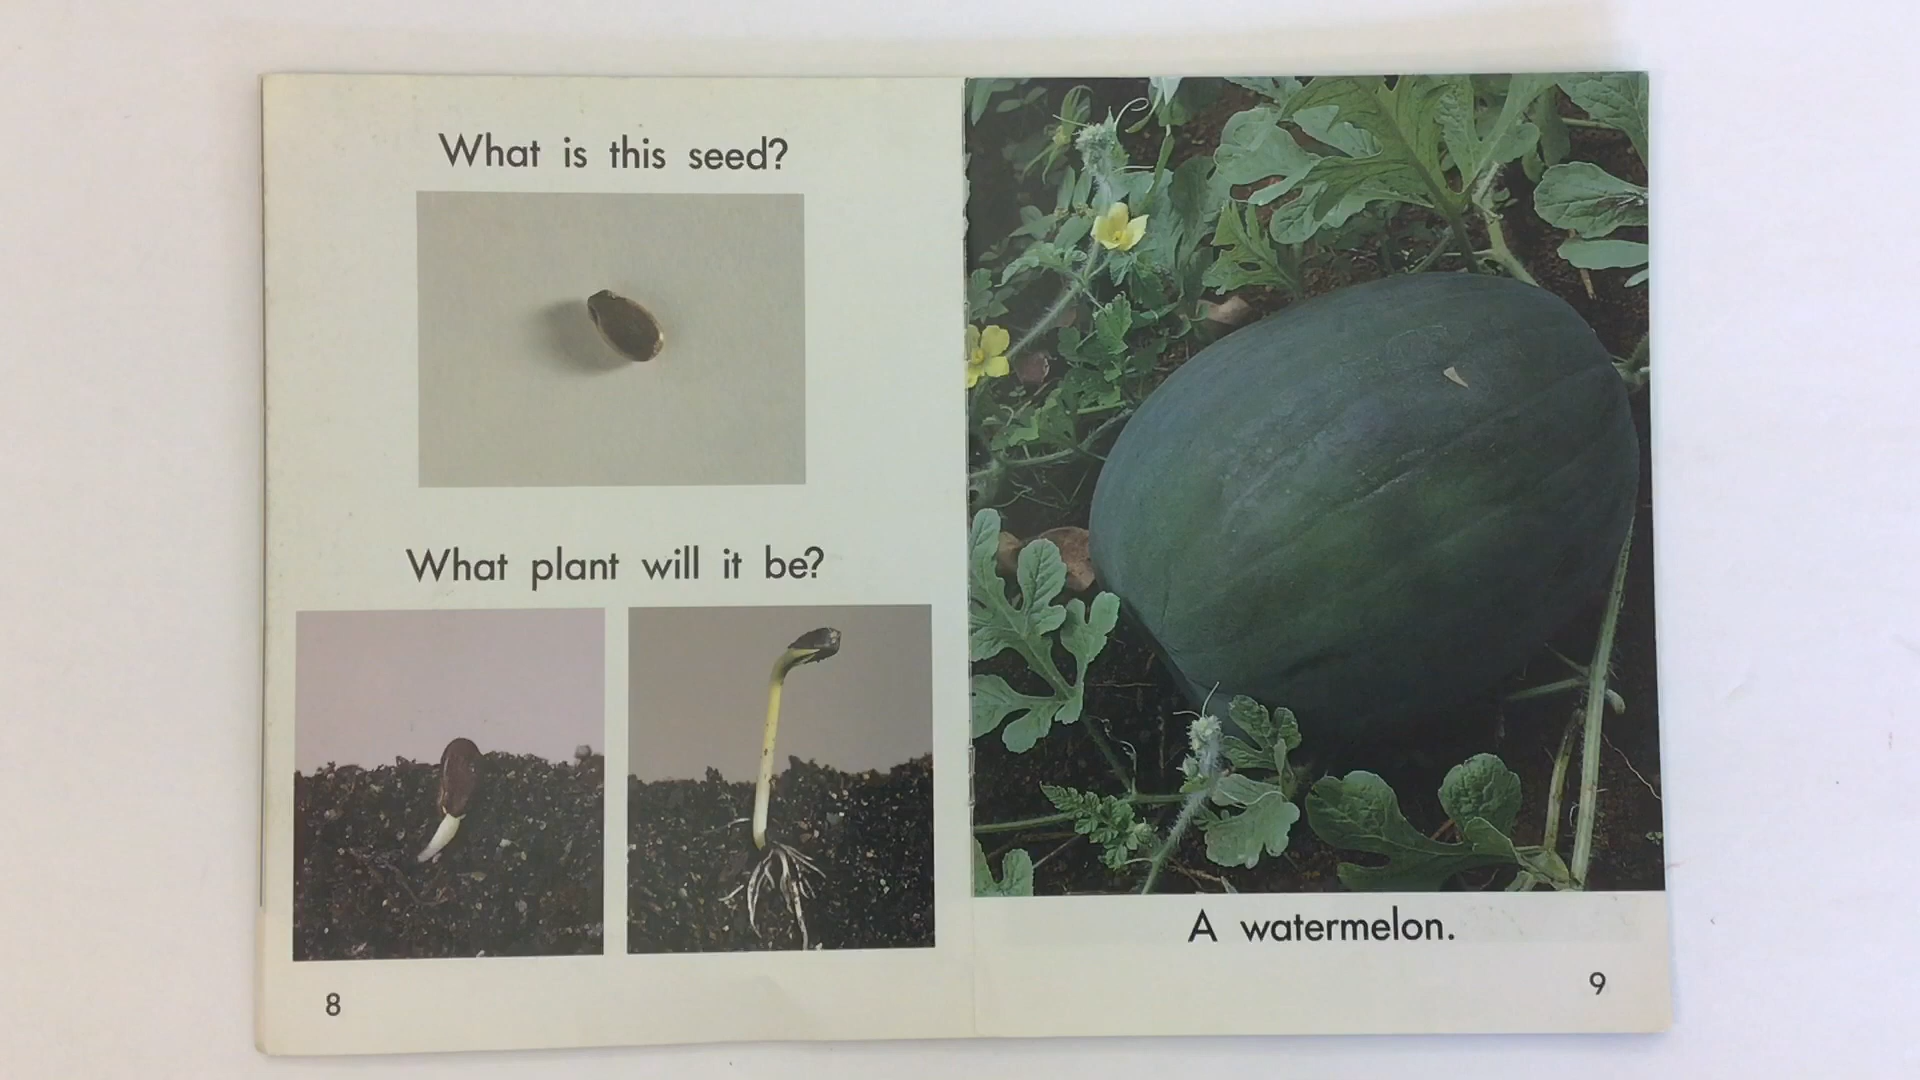 What is this seed?
What plant will it be?
8
A watermelon.
9